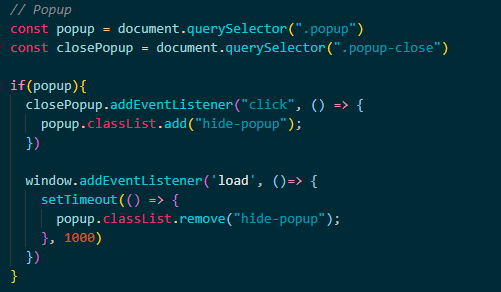 // Popup
const popup = document.querySelector(".popup")
const closePopup = document.querySelector(".popup-close")

if(popup){
  closePopup.addEventListener("click", () => {
    popup.classList.add("hide-popup");
  })

  window.addEventListener('load', ()=> {
    setTimeout(() => {
      popup.classList.remove("hide-popup");
    }, 1000)
  })
}